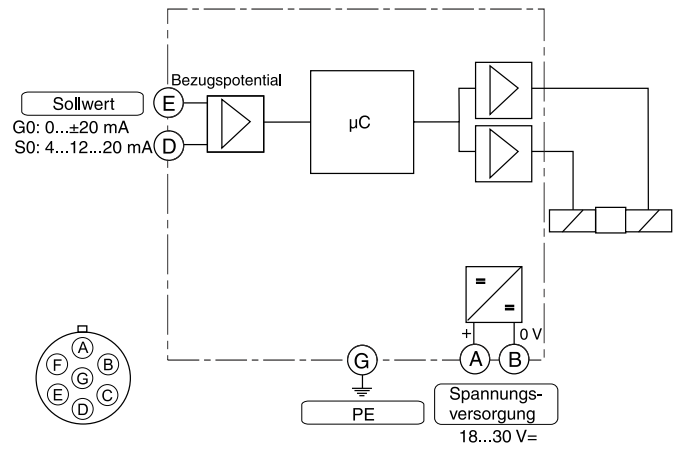 Bezugspotential
Sollwert
E
G0: 0...±20 mA
S0: 4...12...20 mA
D
µC
=
=
+
0 V
A
B
G
PE
Spannungs-
versorgung
18...30 V=
A
F
B
G
E
C
D